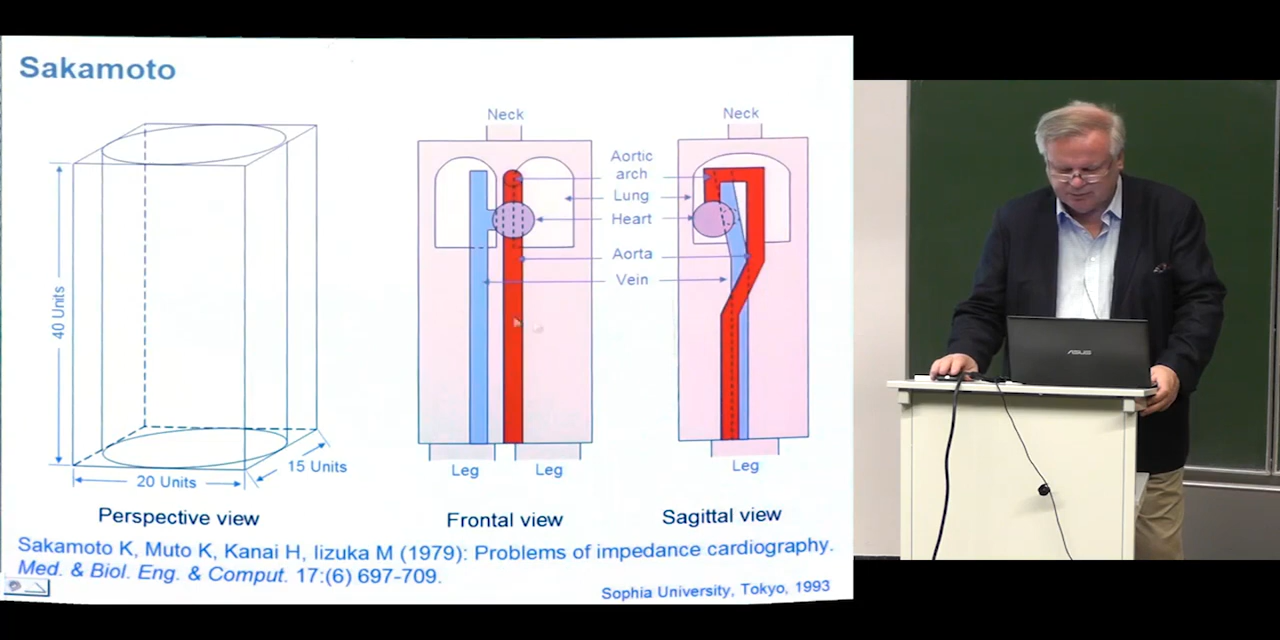 Sakamoto
Neck
Neck
Aortic
arch
Lung
Heart
Aorta
Vein
40 Units
15 Units
20 Units
Leg
Leg
Leg
Perspective view
Frontal view
Sagittal view
Sakamoto K, Muto K, Kanai H, Iizuka M (1979): Problems of impedance cardiography.
Med. & Biol. Eng. & Comput. 17:(6) 697-709.
Sophia University, Tokyo, 1993
ASUS